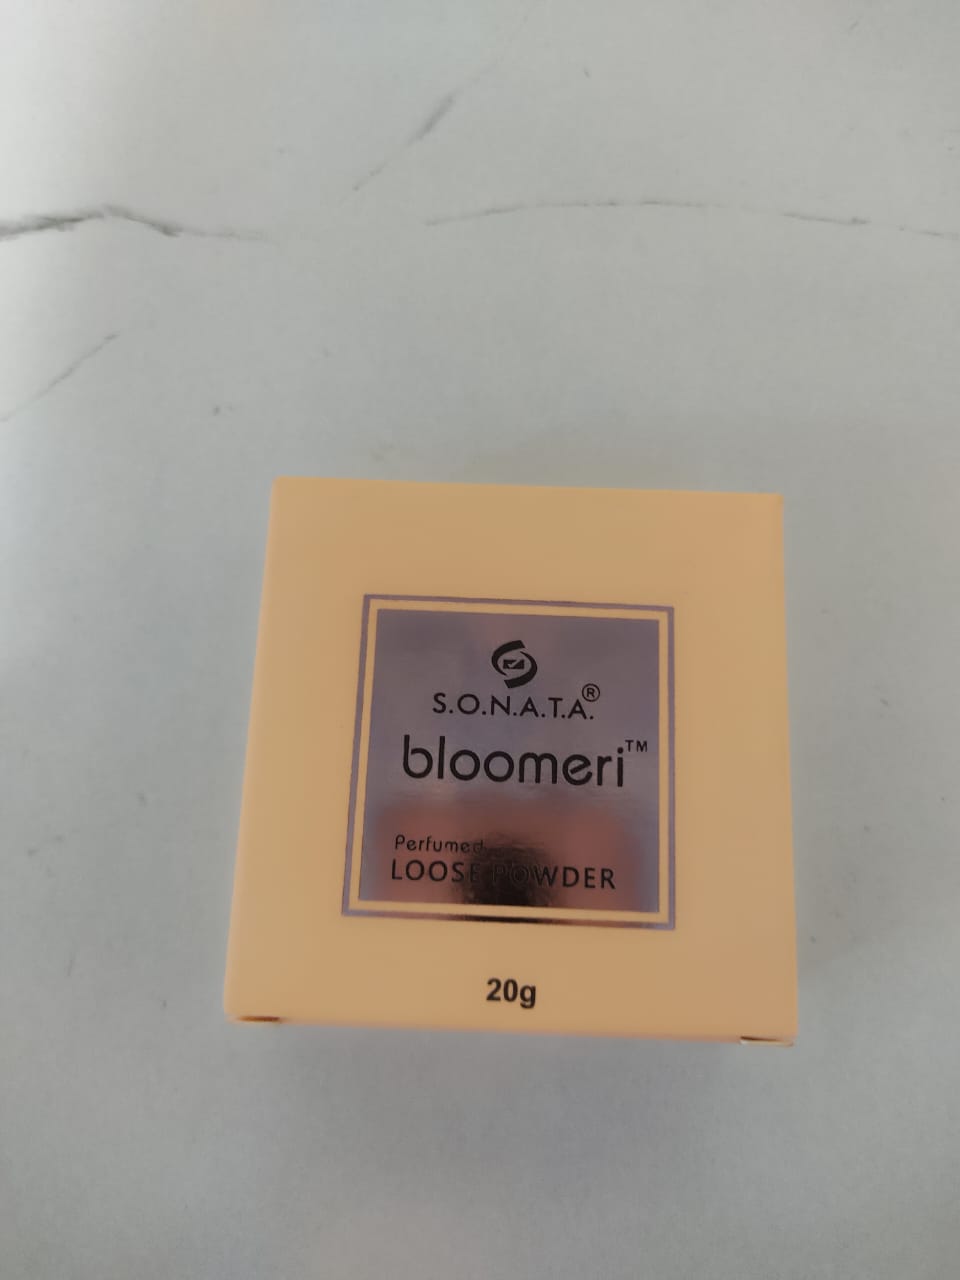 S.O.N.A.T.A.®
bloomeri™
Perfumed
LOOSE POWDER
20g